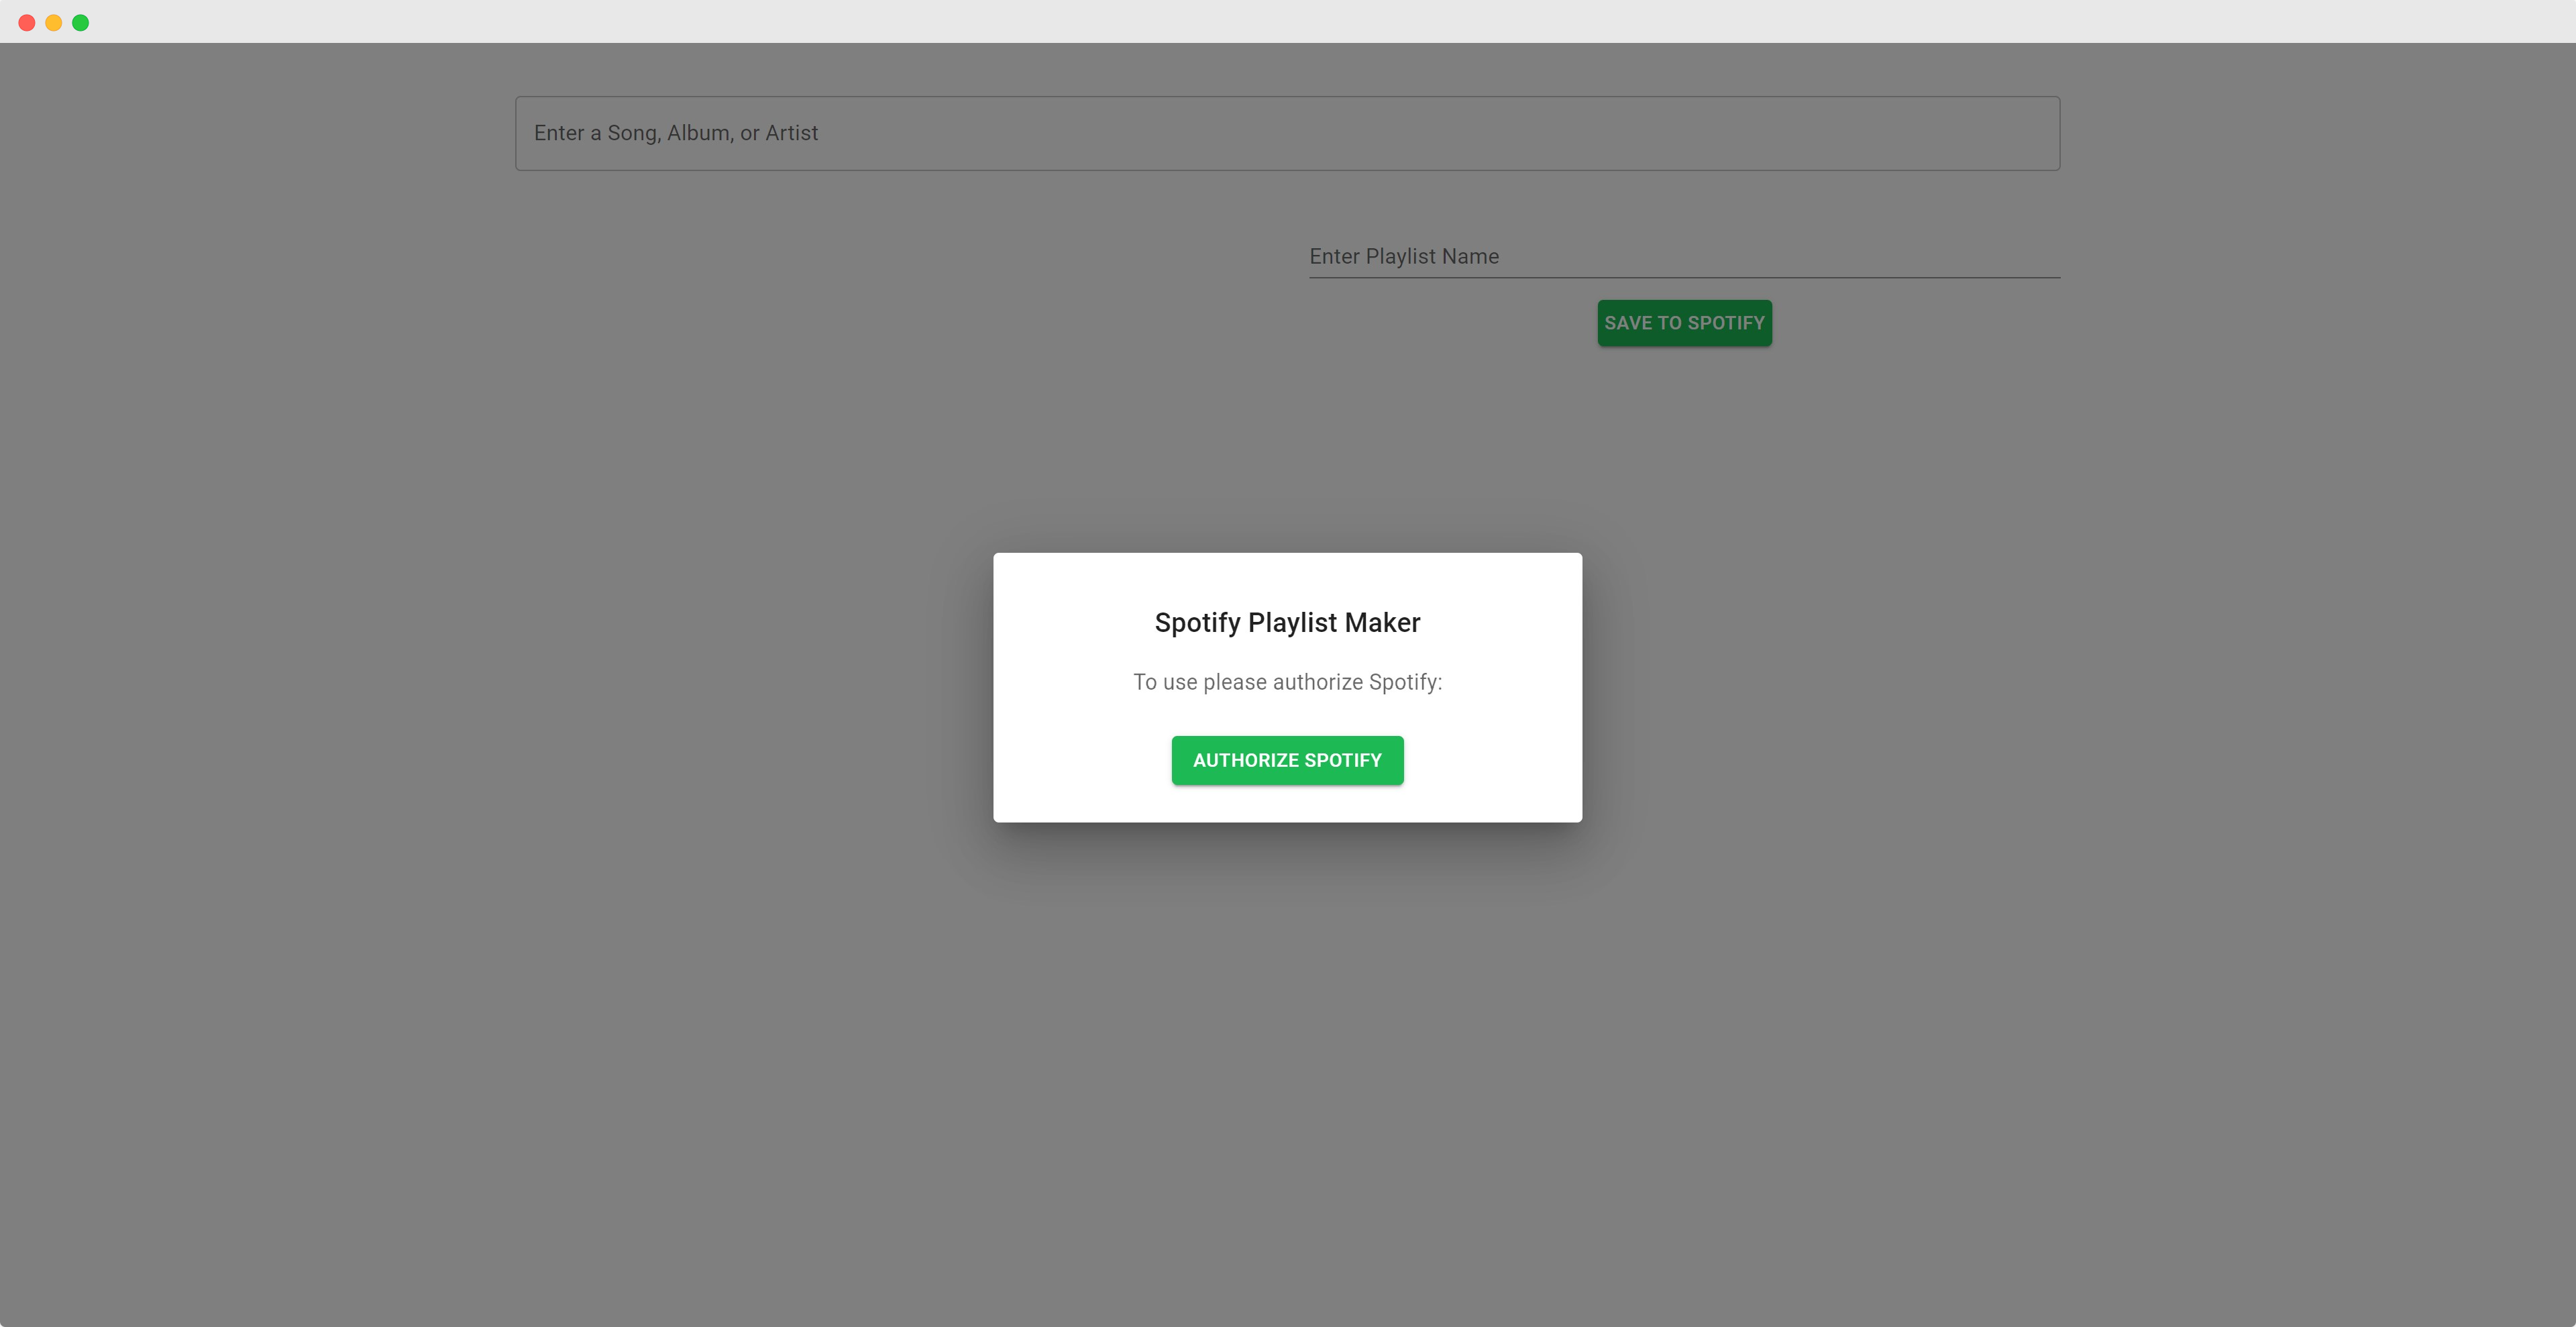 Enter a Song, Album, or Artist
Enter Playlist Name
SAVE TO SPOTIFY
Spotify Playlist Maker
To use please authorize Spotify:
AUTHORIZE SPOTIFY